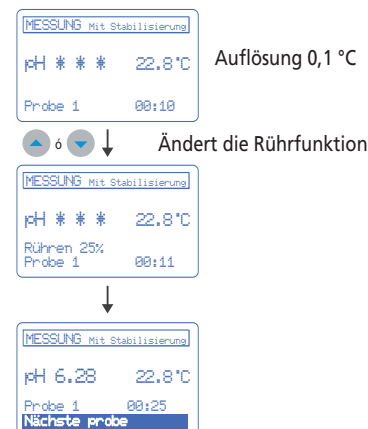 MESSUNG Mit Stabilisierung
pH * * * 22.8°C
Auflösung 0,1 °C
Probe 1 00:10
ó
Ändert die Rührfunktion
MESSUNG Mit Stabilisierung
pH * * * 22.8°C
Rühren 25%
Probe 1 00:11
MESSUNG Mit Stabilisierung
pH 6.28 22.8°C
Probe 1 00:25
Nächste probe